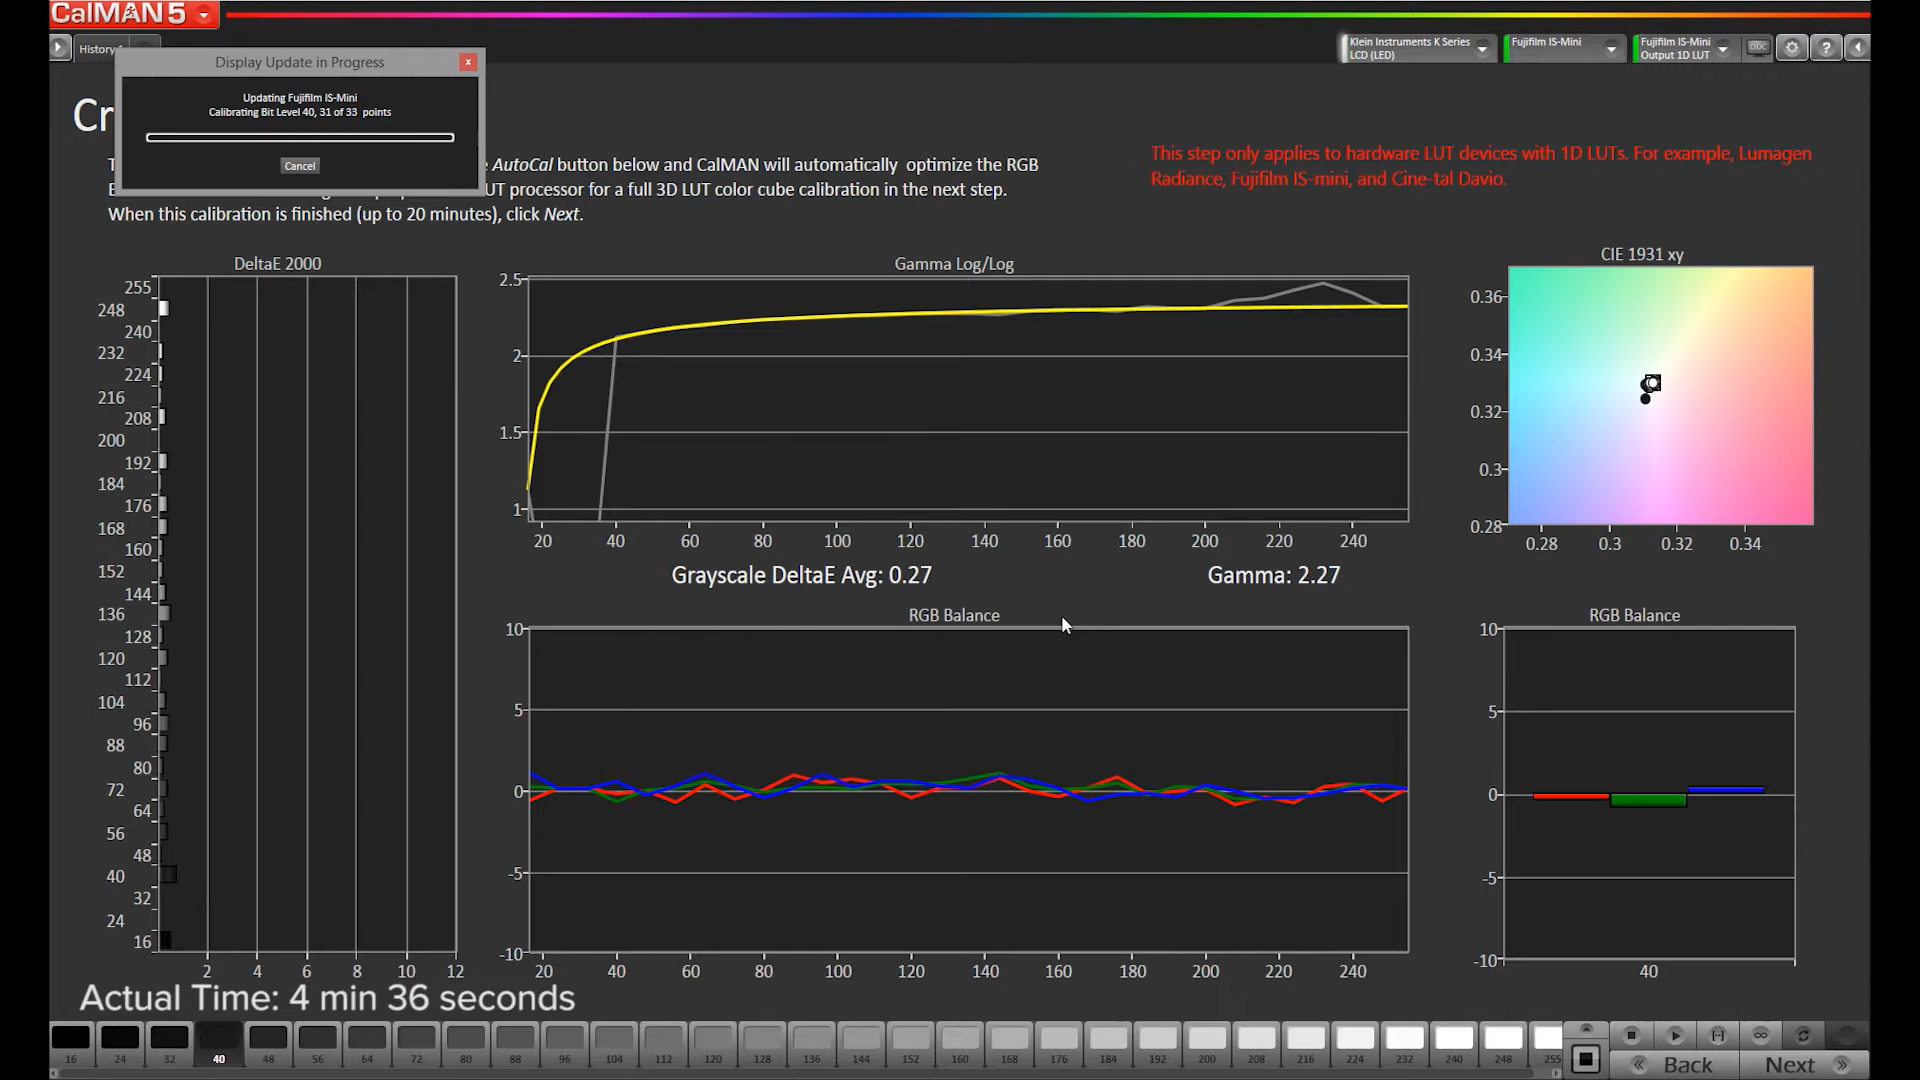 CalMAN 5
History 1
Klein Instruments K Series
LCD (LED)
Fujifilm IS-Mini
Fujifilm IS-Mini
Output 1D LUT
DDC
?
Display Update in Progress
x
Updating Fujifilm IS-Mini
Calibrating Bit Level 40, 31 of 33 points
Cancel
Cr
T
e AutoCal button below and CalMAN will automatically optimize the RGB
UT processor for a full 3D LUT color cube calibration in the next step.
When this calibration is finished (up to 20 minutes), click Next.
This step only applies to hardware LUT devices with 1D LUTs. For example, Lumagen
Radiance, Fujifilm IS-mini, and Cine-tal Davio.
DeltaE 2000
255
248
240
232
224
216
208
200
192
184
176
168
160
152
144
136
128
120
112
104
96
88
80
72
64
56
48
40
32
24
16
2 4 6 8 10 12
Gamma Log/Log
2.5
2
1.5
1
20 40 60 80 100 120 140 160 180 200 220 240
CIE 1931 xy
0.36
0.34
0.32
0.3
0.28
0.28 0.3 0.32 0.34
Grayscale DeltaE Avg: 0.27
Gamma: 2.27
RGB Balance
10
5
0
-5
-10
20 40 60 80 100 120 140 160 180 200 220 240
RGB Balance
10
5
0
-5
-10
40
Actual Time: 4 min 36 seconds
16 24 32 40 48 56 64 72 80 88 96 104 112 120 128 136 144 152 160 168 176 184 192 200 208 216 224 232 240 248 255
Back
Next